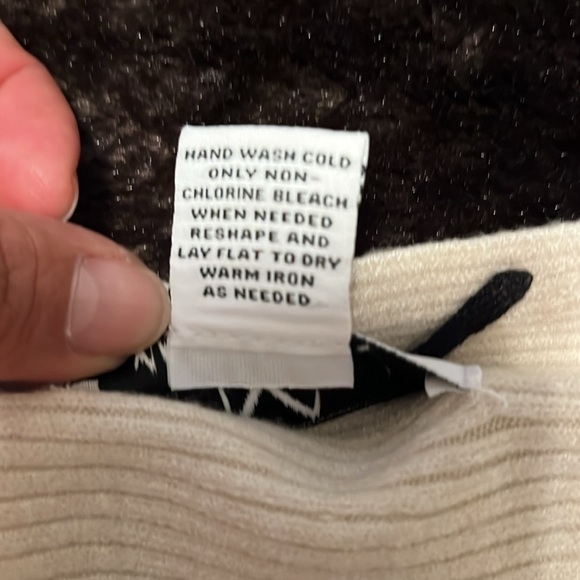 HAND WASH COLD
ONLY NON-
CHLORINE BLEACH
WHEN NEEDED
RESHAPE AND
LAY FLAT TO DRY
WARM IRON
AS NEEDED